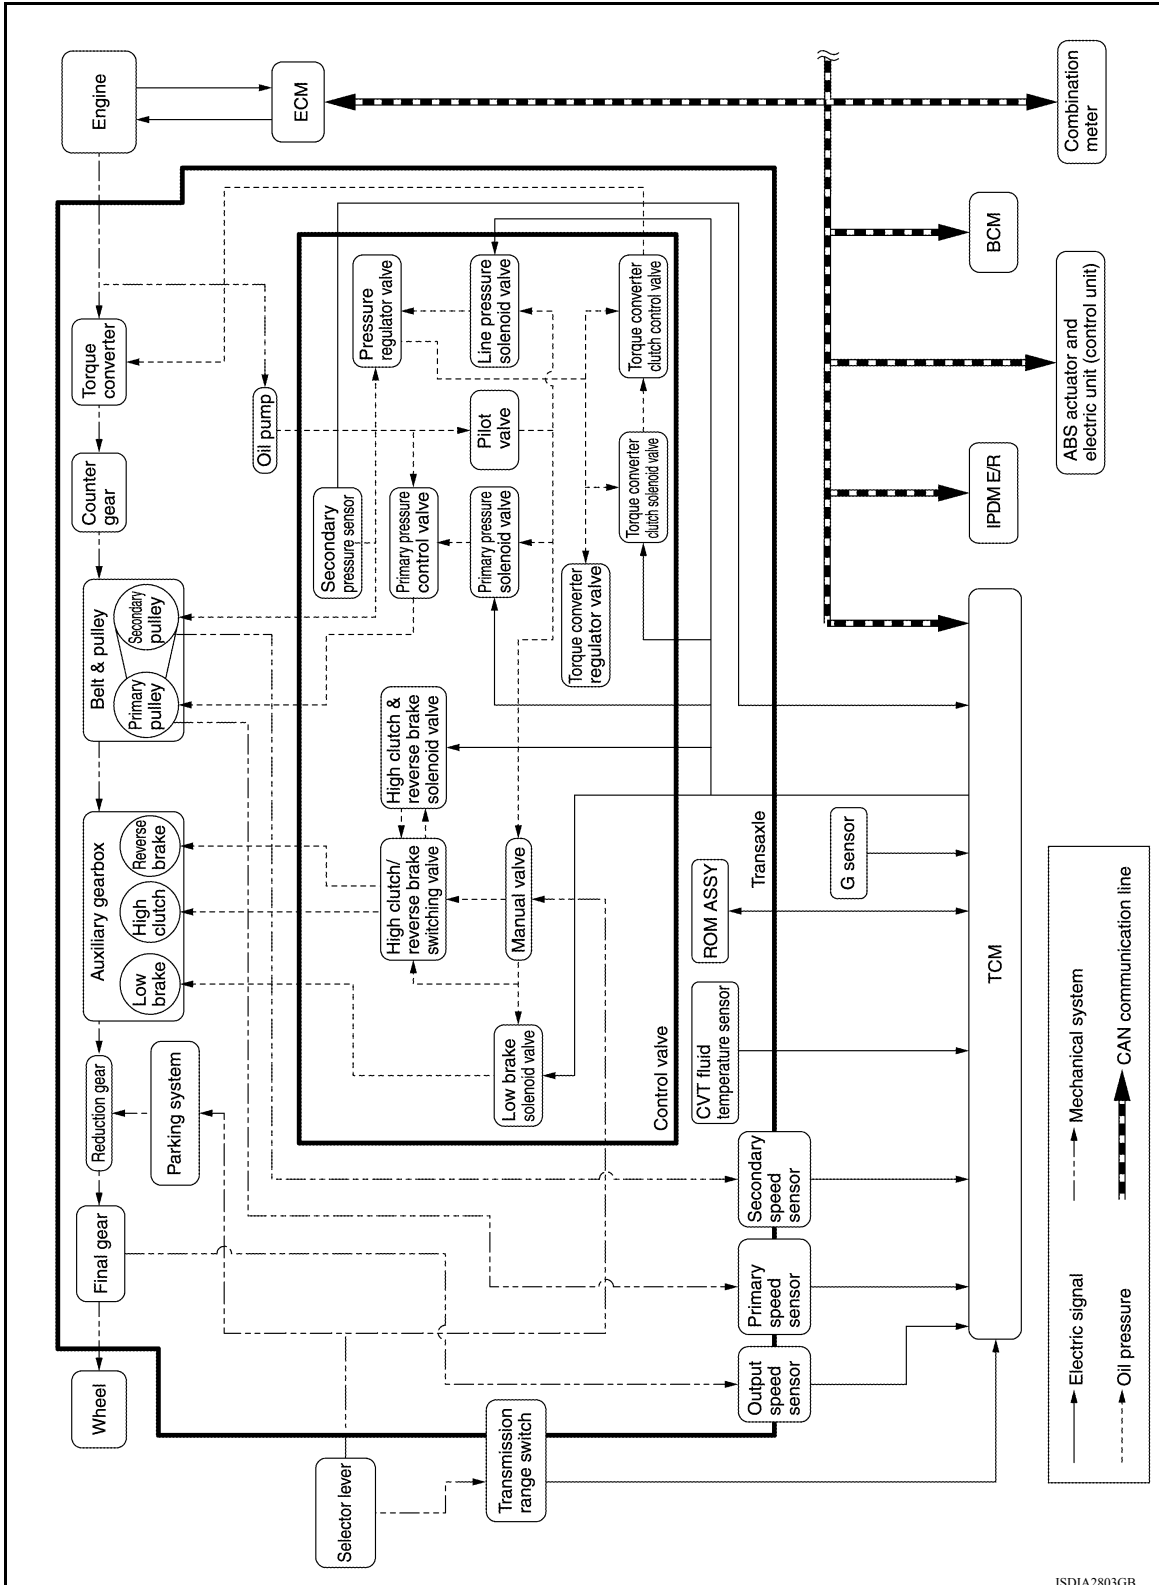 Wheel
Final gear
Reduction gear
Parking system
Auxiliary gearbox
Low
brake
High
clutch
Reverse
brake
Belt & pulley
Primary
pulley
Secondary
pulley
Counter
gear
Torque
converter
Engine
ECM
Oil pump
Selector lever
Transmission
range switch
Low brake
solenoid valve
High clutch/
reverse brake
switching valve
High clutch &
reverse brake
solenoid valve
Manual valve
Secondary
pressure sensor
Primary pressure
control valve
Primary pressure
solenoid valve
Pilot
valve
Pressure
regulator valve
Line pressure
solenoid valve
Torque converter
regulator valve
Torque converter
clutch solenoid valve
Torque converter
clutch control valve
Control valve
CVT fluid
temperature sensor
ROM ASSY
Transaxle
G sensor
Output
speed
sensor
Primary
speed
sensor
Secondary
speed
sensor
TCM
IPDM E/R
ABS actuator and
electric unit (control unit)
BCM
Combination
meter
Electric signal
Mechanical system
Oil pressure
CAN communication line
JSDIA2803GB